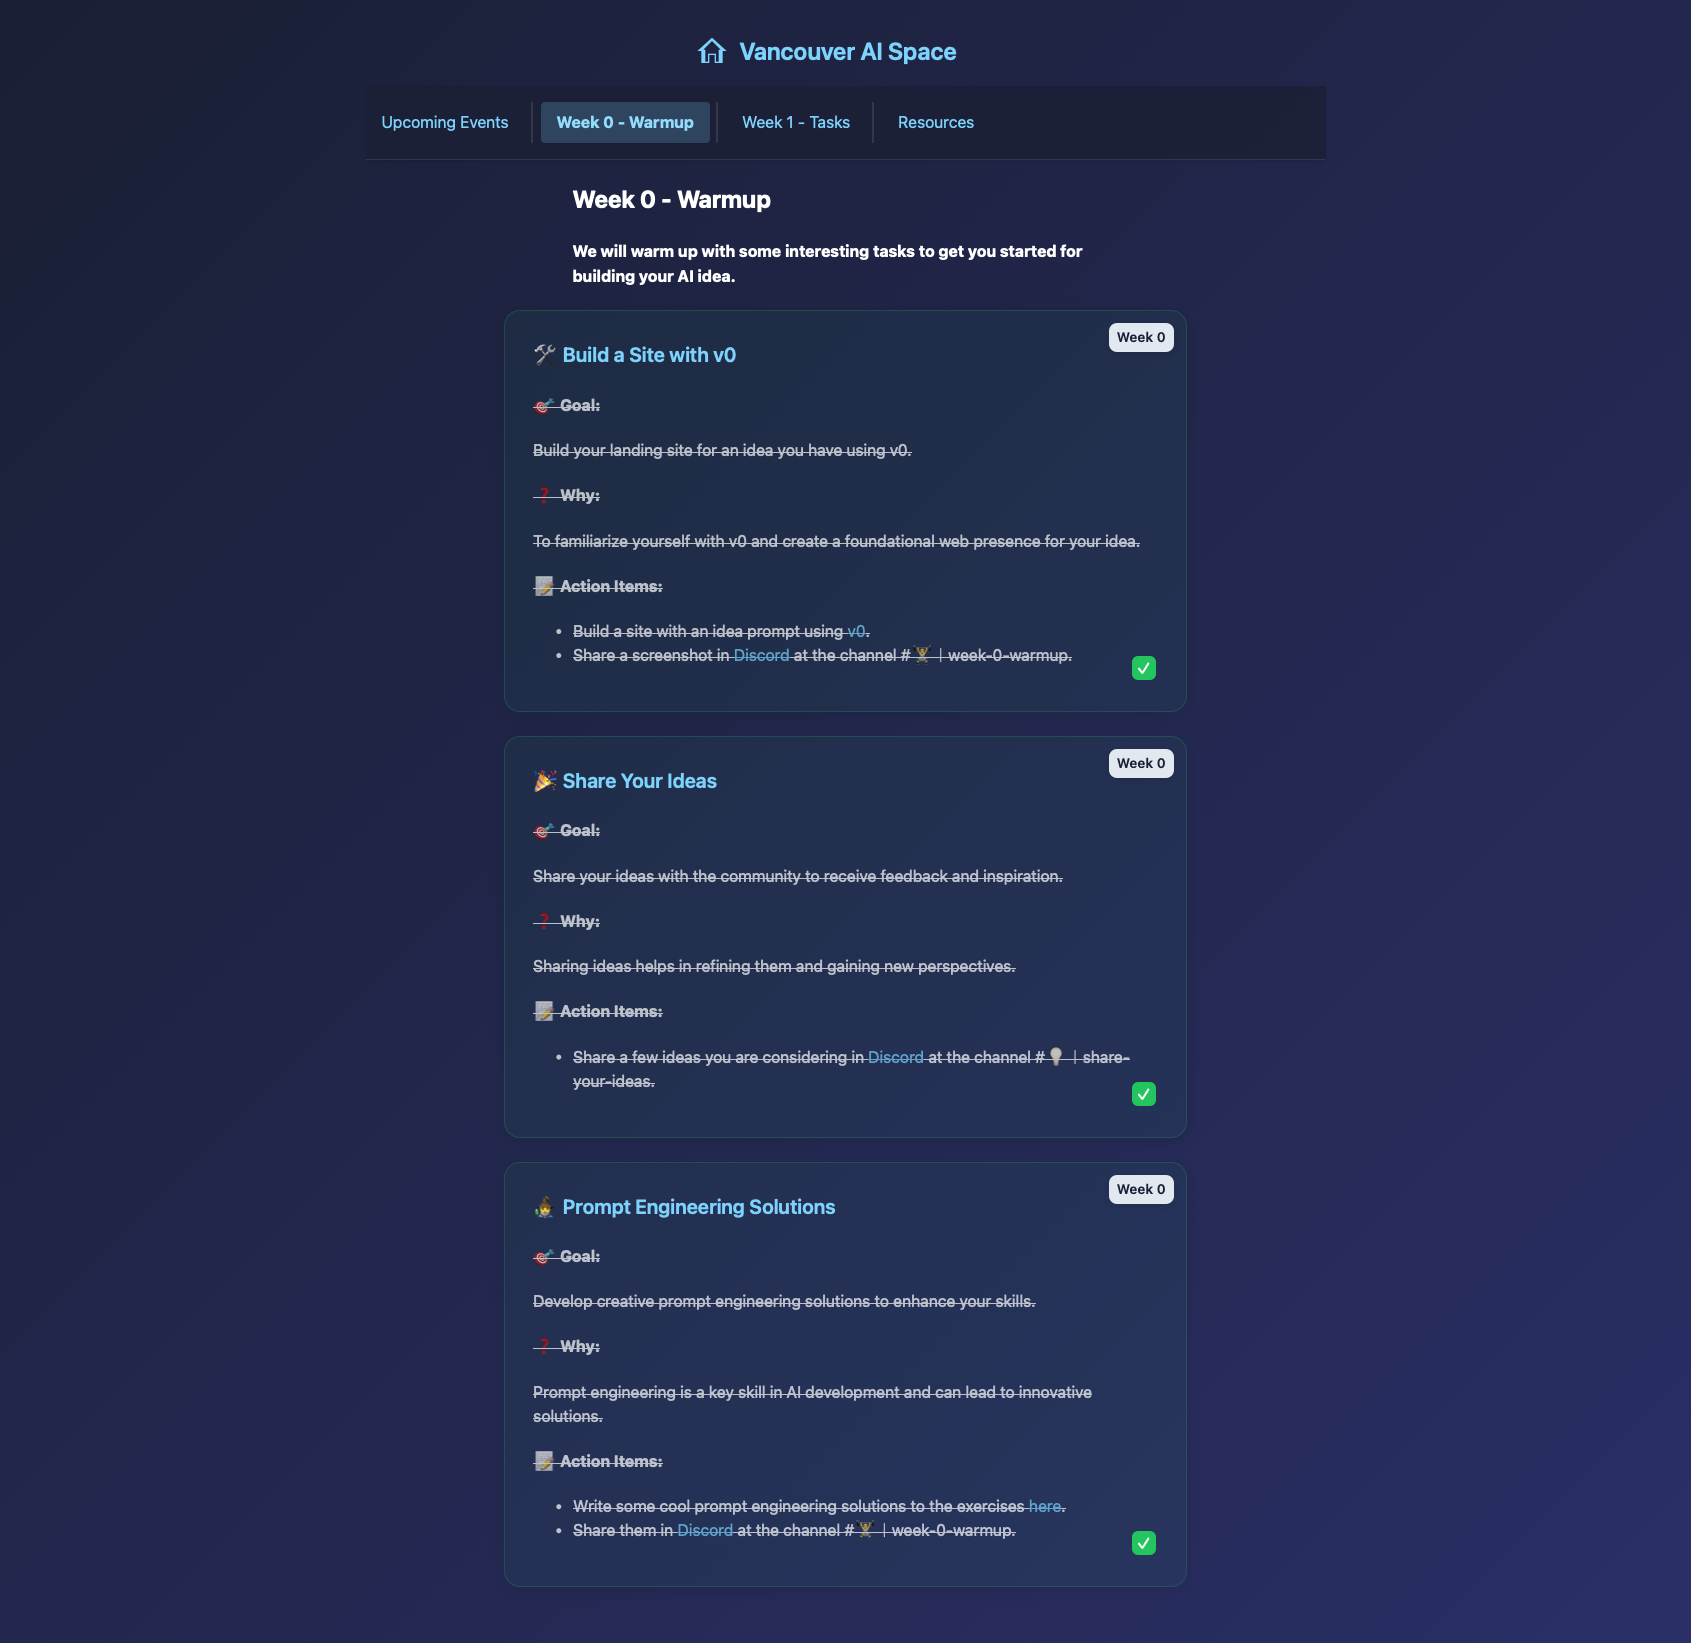 Vancouver AI Space
Upcoming Events
Week 0 - Warmup
Week 1 - Tasks
Resources
Week 0 - Warmup
We will warm up with some interesting tasks to get you started for
building your AI idea.
Week 0
🛠️ Build a Site with v0
🎯 Goal:
Build your landing site for an idea you have using v0.
❓ Why:
To familiarize yourself with v0 and create a foundational web presence for your idea.
📝 Action Items:
• Build a site with an idea prompt using v0.
• Share a screenshot in Discord at the channel #🏋️|week-0-warmup.
Week 0
🎉 Share Your Ideas
🎯 Goal:
Share your ideas with the community to receive feedback and inspiration.
❓ Why:
Sharing ideas helps in refining them and gaining new perspectives.
📝 Action Items:
• Share a few ideas you are considering in Discord at the channel #💡|share-
your-ideas.
Week 0
🧙 Prompt Engineering Solutions
🎯 Goal:
Develop creative prompt engineering solutions to enhance your skills.
❓ Why:
Prompt engineering is a key skill in AI development and can lead to innovative
solutions.
📝 Action Items:
• Write some cool prompt engineering solutions to the exercises here.
• Share them in Discord at the channel #🏋️|week-0-warmup.